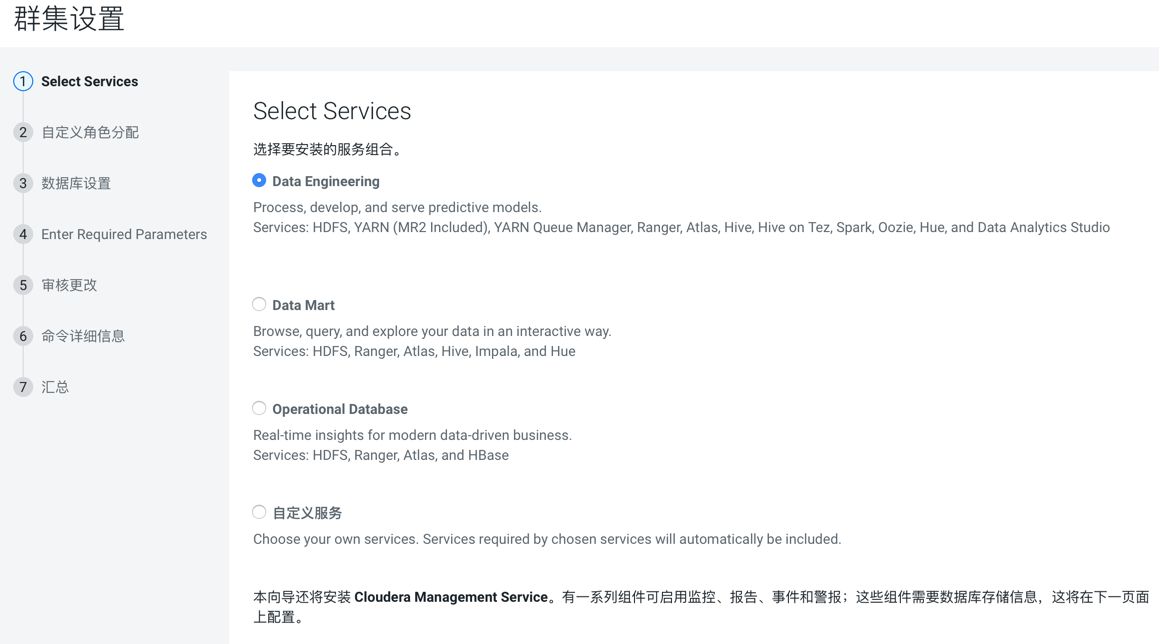 群集设置
1 Select Services
2 自定义角色分配
3 数据库设置
4 Enter Required Parameters
5 审核更改
6 命令详细信息
7 汇总
Select Services
选择要安装的服务组合。
Data Engineering
Process, develop, and serve predictive models.
Services: HDFS, YARN (MR2 Included), YARN Queue Manager, Ranger, Atlas, Hive, Hive on Tez, Spark, Oozie, Hue, and Data Analytics Studio
Data Mart
Browse, query, and explore your data in an interactive way.
Services: HDFS, Ranger, Atlas, Hive, Impala, and Hue
Operational Database
Real-time insights for modern data-driven business.
Services: HDFS, Ranger, Atlas, and HBase
自定义服务
Choose your own services. Services required by chosen services will automatically be included.
本向导还将安装 Cloudera Management Service。有一系列组件可启用监控、报告、事件和警报；这些组件需要数据库存储信息，这将在下一页面
上配置。